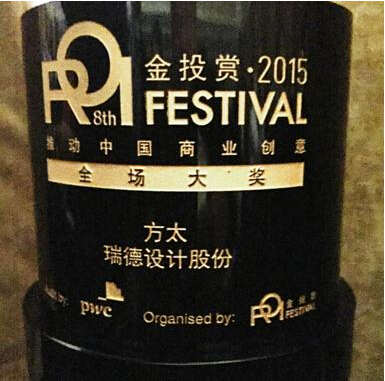 ROI 8th
金投赏·2015
FESTIVAL
推动中国商业创意
全场大奖
方太
瑞德设计股份
by: pwc
Organised by: ROI 金投赏 FESTIVAL